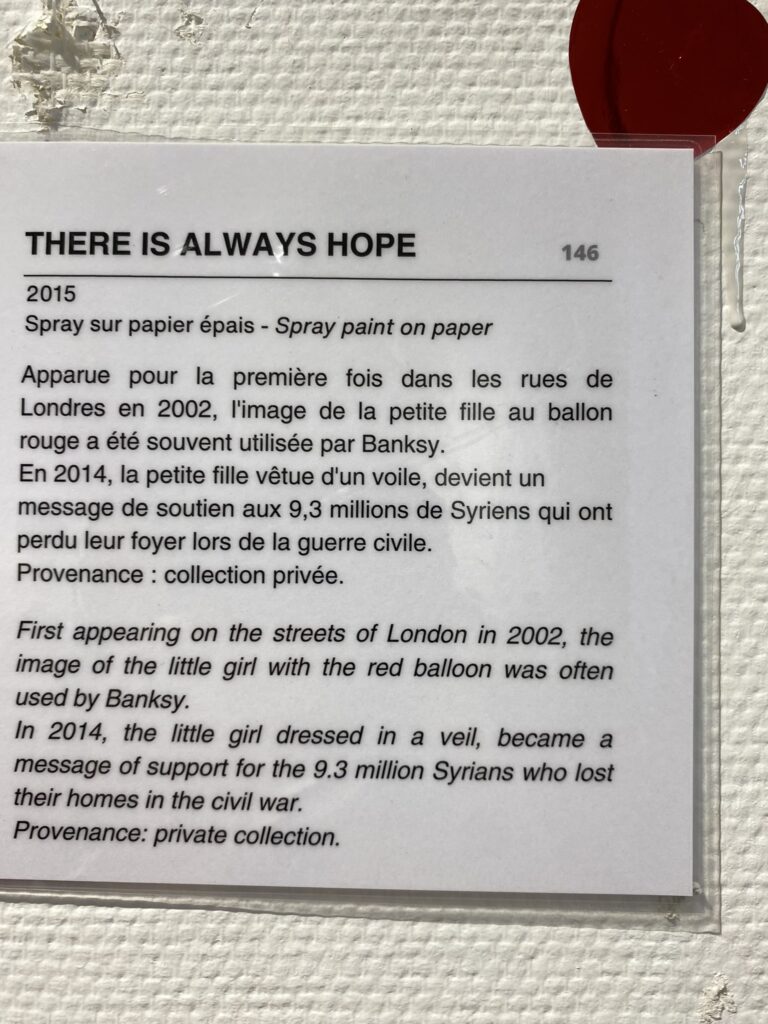 THERE IS ALWAYS HOPE 146
2015
Spray sur papier épais - Spray paint on paper
Apparue pour la première fois dans les rues de
Londres en 2002, l'image de la petite fille au ballon
rouge a été souvent utilisée par Banksy.
En 2014, la petite fille vêtue d'un voile, devient un
message de soutien aux 9,3 millions de Syriens qui ont
perdu leur foyer lors de la guerre civile.
Provenance : collection privée.
First appearing on the streets of London in 2002, the
image of the little girl with the red balloon was often
used by Banksy.
In 2014, the little girl dressed in a veil, became a
message of support for the 9.3 million Syrians who lost
their homes in the civil war.
Provenance: private collection.